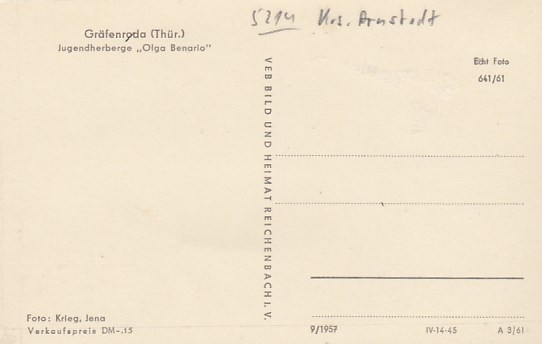 5214 Krs. Arnstadt
Gräfenroda (Thür.)
Jugendherberge „Olga Benario"
Echt Foto
641/61
VEB BILD UND HEIMAT REICHENBACH I. V.
Foto: Krieg, Jena
Verkaufspreis DM -.15
9/1957
IV-14-45
A 3/61